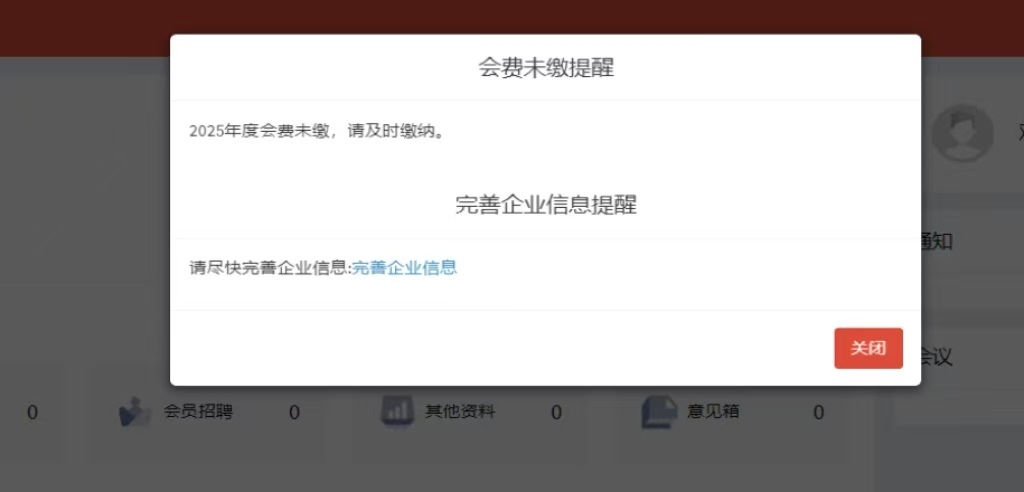 会费未缴提醒
2025年度会费未缴，请及时缴纳。
完善企业信息提醒
请尽快完善企业信息:完善企业信息
关闭
通知
会议
0
会员招聘 0
其他资料 0
意见箱 0